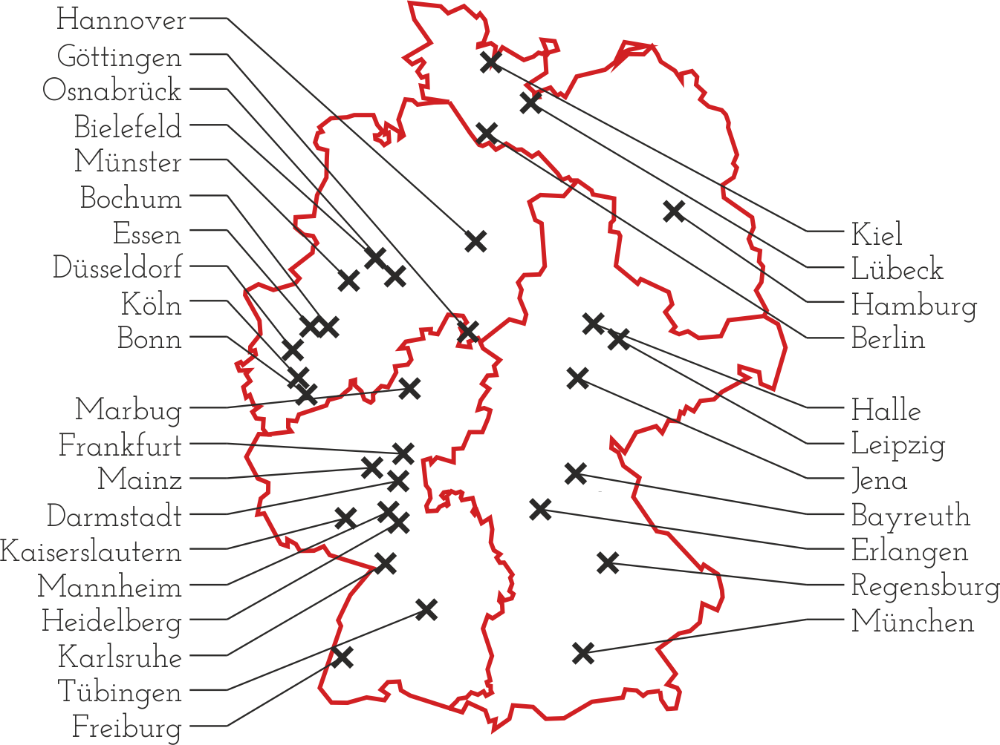 Hannover
Göttingen
Osnabrück
Bielefeld
Münster
Bochum
Essen
Düsseldorf
Köln
Bonn
Marbug
Frankfurt
Mainz
Darmstadt
Kaiserslautern
Mannheim
Heidelberg
Karlsruhe
Tübingen
Freiburg
Kiel
Lübeck
Hamburg
Berlin
Halle
Leipzig
Jena
Bayreuth
Erlangen
Regensburg
München